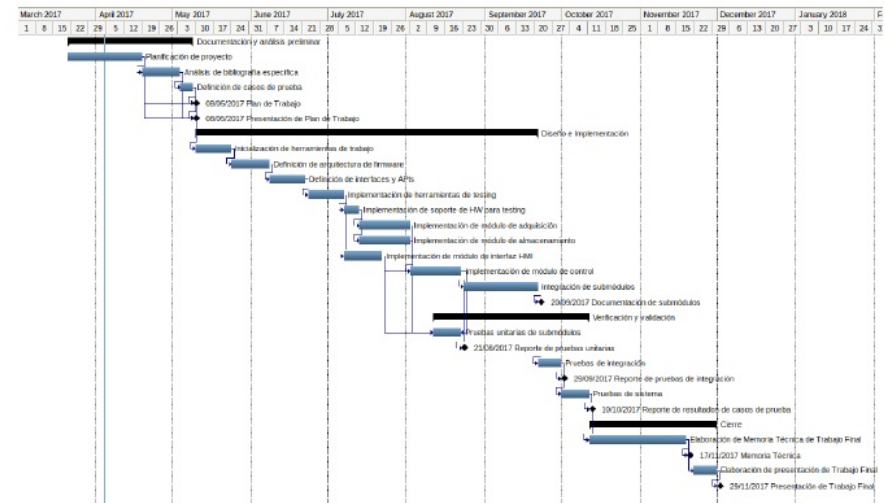 March 2017 April 2017 May 2017 June 2017 July 2017 August 2017 September 2017 October 2017 November 2017 December 2017 January 2018 F
1 8 15 22 29 5 12 19 26 3 10 17 24 31 7 14 21 28 5 12 19 26 2 9 16 23 30 6 13 20 27 4 11 18 25 1 8 15 22 29 6 13 20 27 3 10 17 24 31
Documentación y análisis preliminar
Planificación de proyecto
Análisis de bibliografía específica
Definición de casos de prueba
08/05/2017 Plan de Trabajo
08/05/2017 Presentación de Plan de Trabajo
Diseño e Implementación
Inicialización de herramientas de trabajo
Definición de arquitectura de firmware
Definición de interfaces y APIs
Implementación de herramientas de testing
Implementación de soporte de HW para testing
Implementación de módulo de adquisición
Implementación de módulo de almacenamiento
Implementación de módulo de interfaz HMI
Implementación de módulo de control
Integración de submódulos
20/09/2017 Documentación de submódulos
Verificación y validación
Pruebas unitarias de submódulos
21/08/2017 Reporte de pruebas unitarias
Pruebas de integración
29/09/2017 Reporte de pruebas de integración
Pruebas de sistema
10/10/2017 Reporte de resultados de casos de prueba
Cierre
Elaboración de Memoria Técnica de Trabajo Final
17/11/2017 Memoria Técnica
Elaboración de presentación de Trabajo Final
29/11/2017 Presentación de Trabajo Final